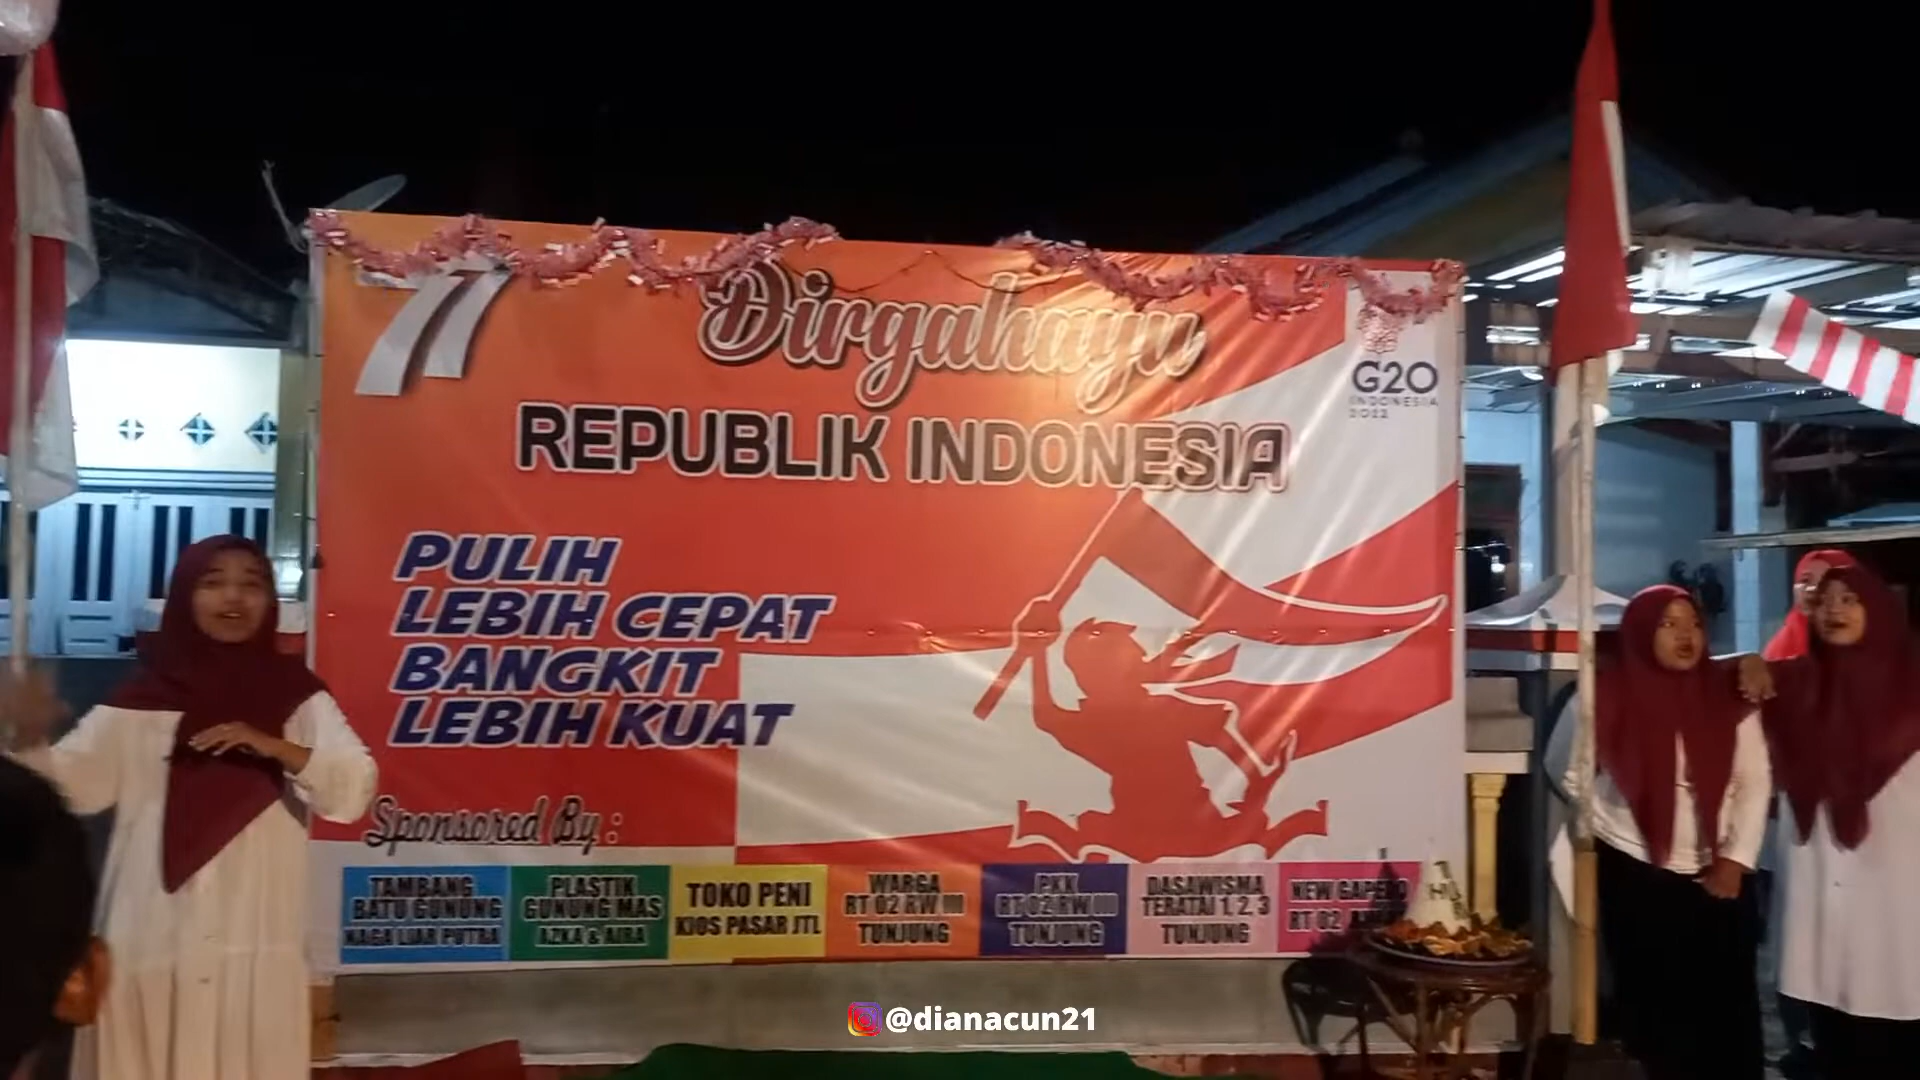 77
Dirgahayu
REPUBLIK INDONESIA
G20
INDONESIA
2022
PULIH
LEBIH CEPAT
BANGKIT
LEBIH KUAT
Sponsored By :
TAMBANG
BATU GUNUNG
NAGA LIAR PUTRA
PLASTIK
GUNUNG MAS
AZKA & AIRA
TOKO PENI
KIOS PASAR JTL
WARGA
RT 02 RW III
TUNJUNG
PKK
RT 02 RW III
TUNJUNG
DASAWISMA
TERATAI 1, 2, 3
TUNJUNG
NEW
RT 02
@dianacun21